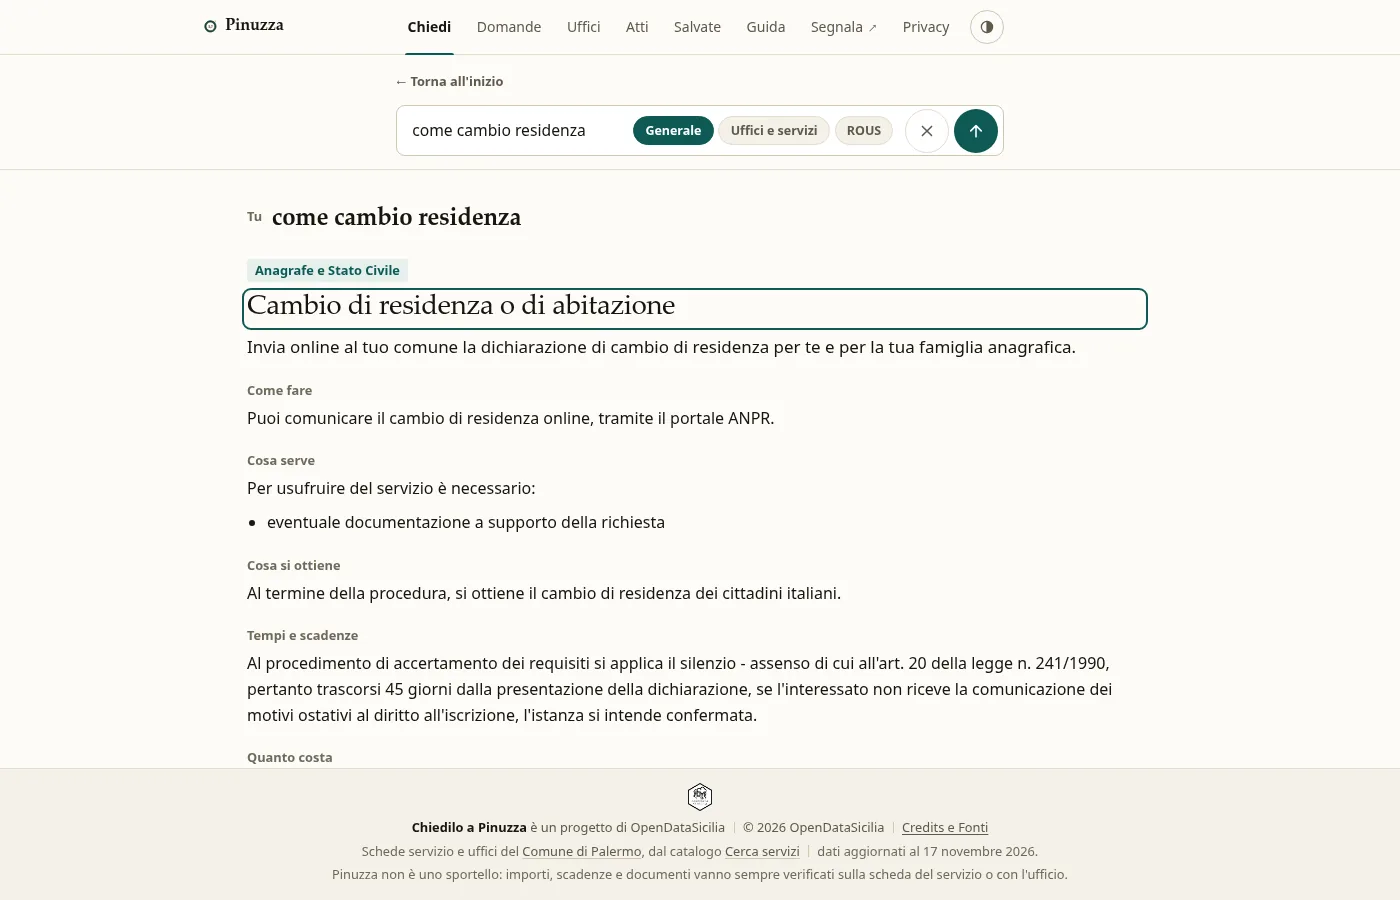 Pinuzza
Chiedi Domande Uffici Atti Salvate Guida Segnala ↗ Privacy
← Torna all'inizio
come cambio residenza Generale Uffici e servizi ROUS
Tu come cambio residenza
Anagrafe e Stato Civile
Cambio di residenza o di abitazione
Invia online al tuo comune la dichiarazione di cambio di residenza per te e per la tua famiglia anagrafica.
Come fare
Puoi comunicare il cambio di residenza online, tramite il portale ANPR.
Cosa serve
Per usufruire del servizio è necessario:
• eventuale documentazione a supporto della richiesta
Cosa si ottiene
Al termine della procedura, si ottiene il cambio di residenza dei cittadini italiani.
Tempi e scadenze
Al procedimento di accertamento dei requisiti si applica il silenzio - assenso di cui all'art. 20 della legge n. 241/1990,
pertanto trascorsi 45 giorni dalla presentazione della dichiarazione, se l'interessato non riceve la comunicazione dei
motivi ostativi al diritto all'iscrizione, l'istanza si intende confermata.
Quanto costa
Chiedilo a Pinuzza è un progetto di OpenDataSicilia | © 2026 OpenDataSicilia | Credits e Fonti
Schede servizio e uffici del Comune di Palermo, dal catalogo Cerca servizi | dati aggiornati al 17 novembre 2026.
Pinuzza non è uno sportello: importi, scadenze e documenti vanno sempre verificati sulla scheda del servizio o con l'ufficio.